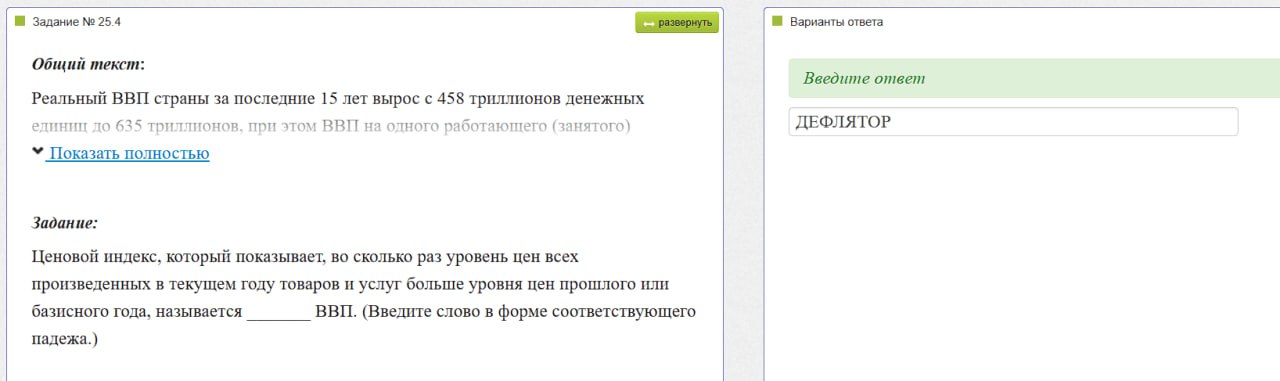 Задание № 25.4
развернуть
Общий текст:
Реальный ВВП страны за последние 15 лет вырос с 458 триллионов денежных
единиц до 635 триллионов, при этом ВВП на одного работающего (занятого)
Показать полностью
Задание:
Ценовой индекс, который показывает, во сколько раз уровень цен всех
произведенных в текущем году товаров и услуг больше уровня цен прошлого или
базисного года, называется _______ ВВП. (Введите слово в форме соответствующего
падежа.)
Варианты ответа
Введите ответ
ДЕФЛЯТОР